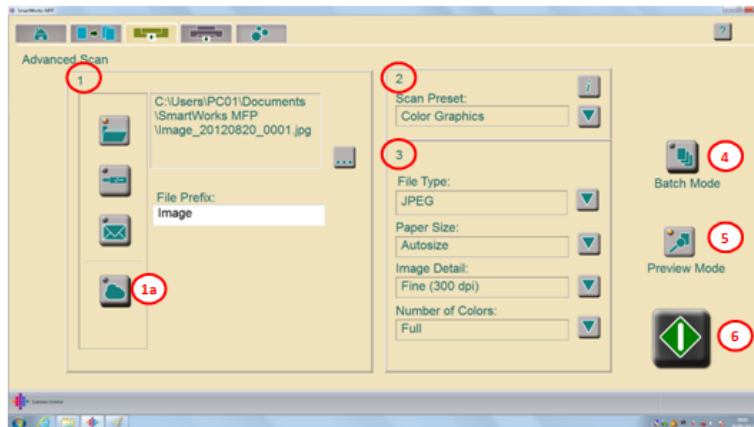 SmartWorks MFP
?
Advanced Scan
1
C:\Users\PC01\Documents
\SmartWorks MFP
\Image_20120820_0001.jpg
...
File Prefix:
Image
1a
2
i
Scan Preset:
Color Graphics
3
File Type:
JPEG
Paper Size:
Autosize
Image Detail:
Fine (300 dpi)
Number of Colors:
Full
4
Batch Mode
5
Preview Mode
6
Scanner Online